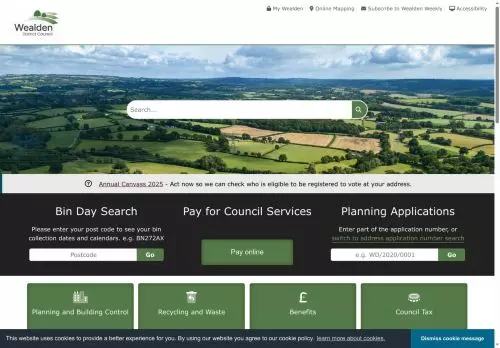 My Wealden
Online Mapping
Subscribe to Wealden Weekly
Accessibility
Wealden
District Council
Search...
Annual Canvass 2025 - Act now so we can check who is eligible to be registered to vote at your address.
Bin Day Search
Please enter your post code to see your bin
collection dates and calendars. e.g. BN272AX
Postcode
Go
Pay for Council Services
Pay online
Planning Applications
Enter part of the application number, or
switch to address application number search
e.g. WD/2020/0001
Go
Planning and Building Control
Recycling and Waste
£
Benefits
Council Tax
This website uses cookies to provide a better experience for you. By using our website you agree to our cookie policy. learn more about cookies.
Dismiss cookie message